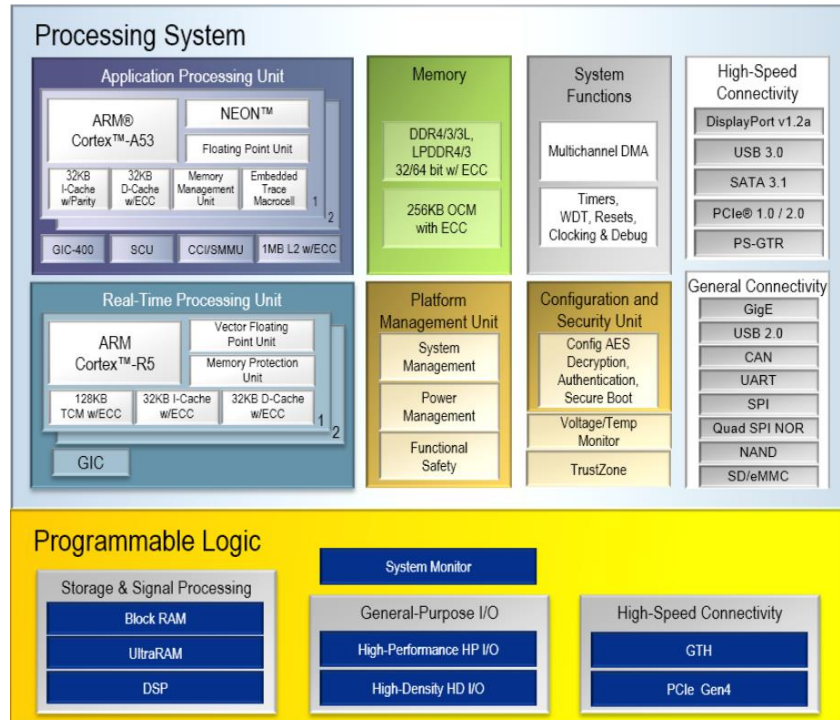 Processing System
Application Processing Unit
ARM®
Cortex™-A53
NEON™
Floating Point Unit
32KB
I-Cache
w/Parity
32KB
D-Cache
w/ECC
Memory
Management
Unit
Embedded
Trace
Macrocell
1
2
GIC-400
SCU
CCI/SMMU
1MB L2 w/ECC
Memory
DDR4/3/3L,
LPDDR4/3
32/64 bit w/ ECC
256KB OCM
with ECC
System
Functions
Multichannel DMA
Timers,
WDT, Resets,
Clocking & Debug
High-Speed
Connectivity
DisplayPort v1.2a
USB 3.0
SATA 3.1
PCIe® 1.0 / 2.0
PS-GTR
Real-Time Processing Unit
ARM
Cortex™-R5
Vector Floating
Point Unit
Memory Protection
Unit
128KB
TCM w/ECC
32KB I-Cache
w/ECC
32KB D-Cache
w/ECC
1
2
GIC
Platform
Management Unit
System
Management
Power
Management
Functional
Safety
Configuration and
Security Unit
Config AES
Decryption,
Authentication,
Secure Boot
Voltage/Temp
Monitor
TrustZone
General Connectivity
GigE
USB 2.0
CAN
UART
SPI
Quad SPI NOR
NAND
SD/eMMC
Programmable Logic
Storage & Signal Processing
Block RAM
UltraRAM
DSP
System Monitor
General-Purpose I/O
High-Performance HP I/O
High-Density HD I/O
High-Speed Connectivity
GTH
PCIe Gen4